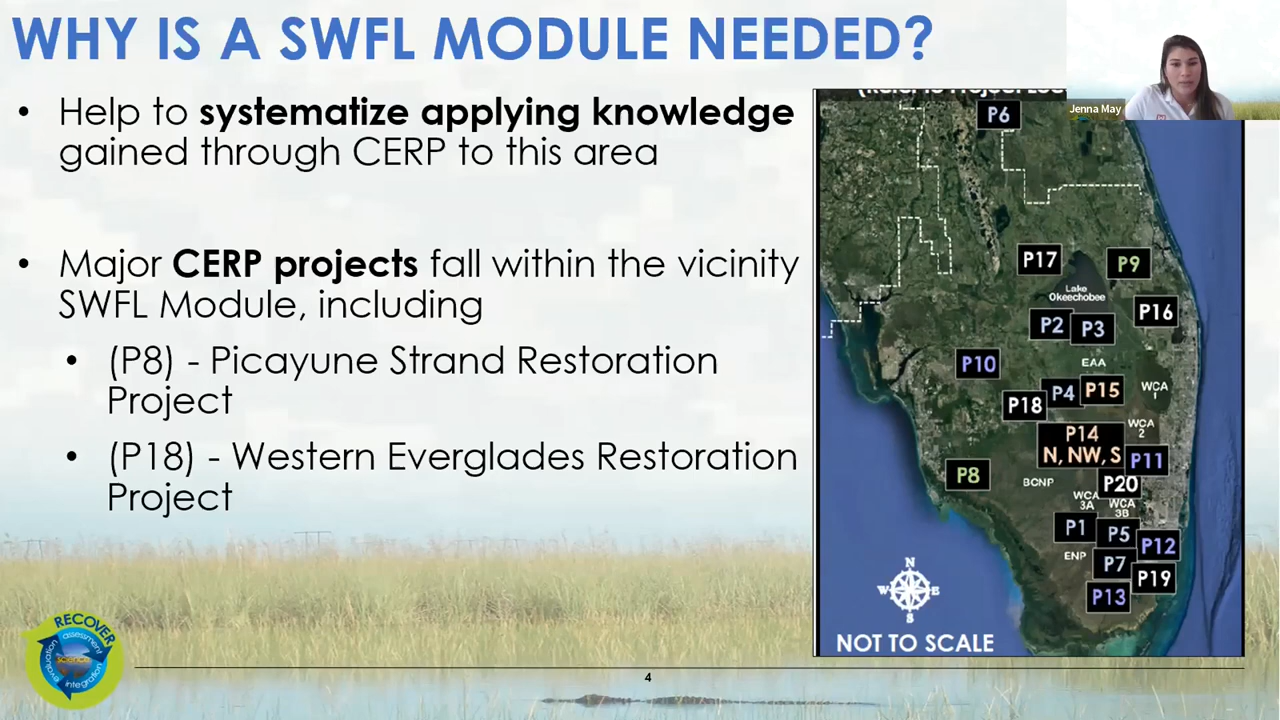 WHY IS A SWFL MODULE NEEDED?
Jenna May
• Help to systematize applying knowledge
gained through CERP to this area
• Major CERP projects fall within the vicinity
SWFL Module, including
• (P8) - Picayune Strand Restoration
Project
• (P18) - Western Everglades Restoration
Project
P6
P17
P9
Lake
Okeechobee
P16
P2
P3
P10
EAA
P4
P15
WCA
1
P18
WCA
2
P14
N, NW, S
P11
P8
BCNP
P20
WCA
3A
WCA
3B
P1
P5
P12
ENP
P7
P19
P13
N
W
E
S
NOT TO SCALE
RECOVER
assessment
science
evaluation
integration
4